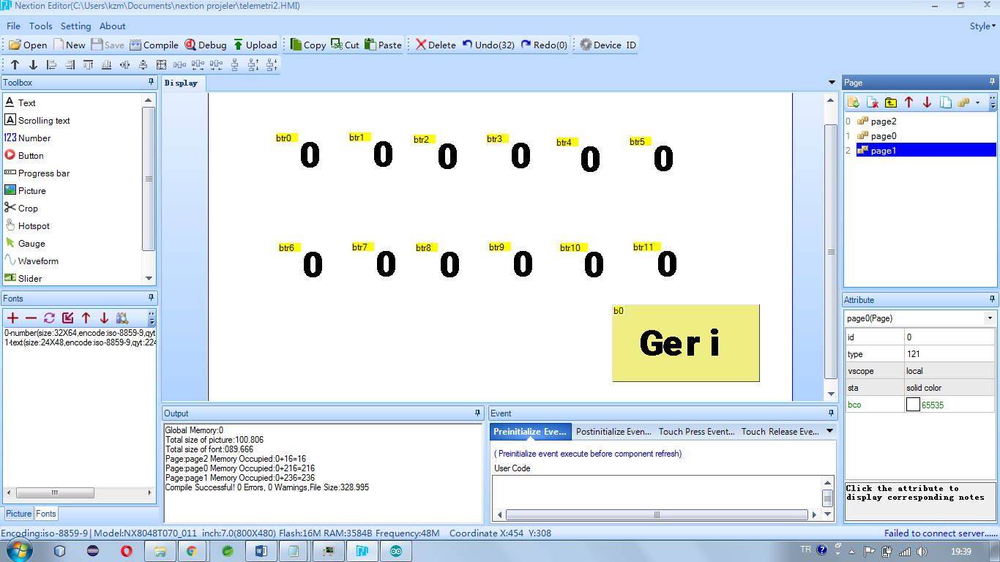 Nextion Editor(C:\Users\kzm\Documents\nextion projeler\telemetri2.HMI)
File Tools Setting About Style
Open New Save Compile Debug Upload Copy Cut Paste Delete Undo(32) Redo(0) Device ID
Toolbox
Text
Scrolling text
123 Number
Button
Progress bar
Picture
Crop
Hotspot
Gauge
Waveform
Slider
Fonts
0-number(size:32X64,encode:iso-8859-9,qyt
1-text(size:24X48,encode:iso-8859-9,qyt:224
Picture Fonts
Display
btr0 btr1 btr2 btr3 btr4 btr5
0 0 0 0 0 0
btr6 btr7 btr8 btr9 btr10 btr11
0 0 0 0 0 0
b0
Geri
Output
Global Memory:0
Total size of picture:100.806
Total size of font:089.666
Page:page2 Memory Occupied:0+16=16
Page:page0 Memory Occupied:0+216=216
Page:page1 Memory Occupied:0+236=236
Compile Successful! 0 Errors, 0 Warnings,File Size:328.995
Event
Preinitialize Eve... Postinitialize Even... Touch Press Event... Touch Release Eve...
( Preinitialize event execute before component refresh)
User Code
Page
0 page2
1 page0
2 page1
Attribute
page0(Page)
id 0
type 121
vscope local
sta solid color
bco 65535
Click the attribute to
display corresponding notes
Encoding:iso-8859-9 | Model:NX8048T070_011 inch:7.0(800X480) Flash:16M RAM:3584B Frequency:48M Coordinate X:454 Y:308 Failed to connect server......
TR 19:39